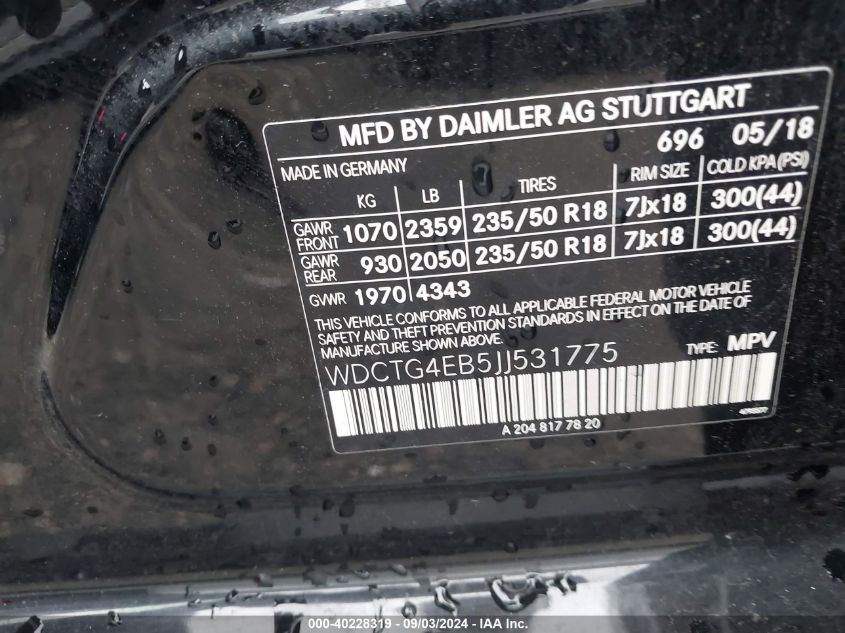 MFD BY DAIMLER AG STUTTGART
696 05/18
MADE IN GERMANY
KG LB TIRES RIM SIZE COLD KPA(PSI)
GAWR FRONT 1070 2359 235/50 R18 7Jx18 300(44)
GAWR REAR 930 2050 235/50 R18 7Jx18 300(44)
GVWR 1970 4343
THIS VEHICLE CONFORMS TO ALL APPLICABLE FEDERAL MOTOR VEHICLE
SAFETY AND THEFT PREVENTION STANDARDS IN EFFECT ON THE DATE OF
MANUFACTURE SHOWN ABOVE.
WDCTG4EB5JJ531775 TYPE: MPV
A 204 817 78 20
000-40228319 - 09/03/2024 - IAA Inc.